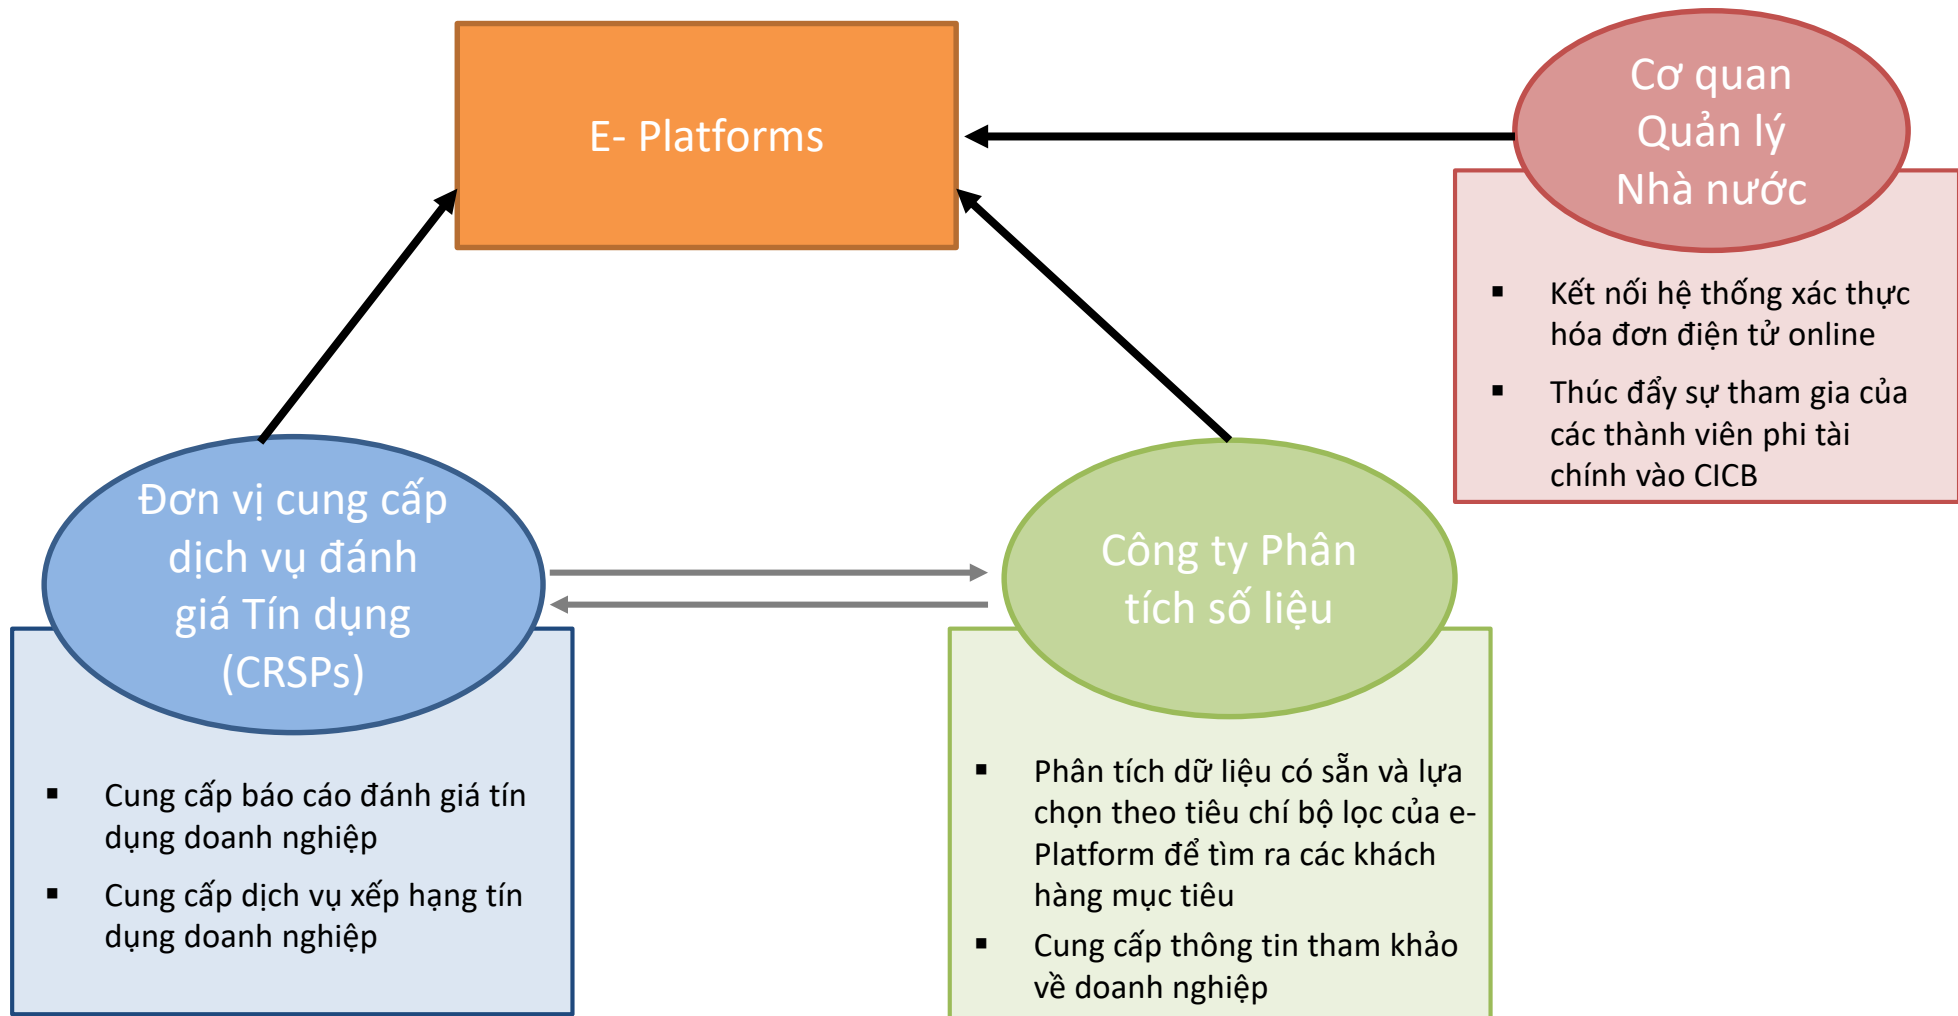 E- Platforms
Cơ quan
Quản lý
Nhà nước
▪ Kết nối hệ thống xác thực
hóa đơn điện tử online
▪ Thúc đẩy sự tham gia của
các thành viên phi tài
chính vào CICB
Đơn vị cung cấp
dịch vụ đánh
giá Tín dụng
(CRSPs)
▪ Cung cấp báo cáo đánh giá tín
dụng doanh nghiệp
▪ Cung cấp dịch vụ xếp hạng tín
dụng doanh nghiệp
Công ty Phân
tích số liệu
▪ Phân tích dữ liệu có sẵn và lựa
chọn theo tiêu chí bộ lọc của e-
Platform để tìm ra các khách
hàng mục tiêu
▪ Cung cấp thông tin tham khảo
về doanh nghiệp